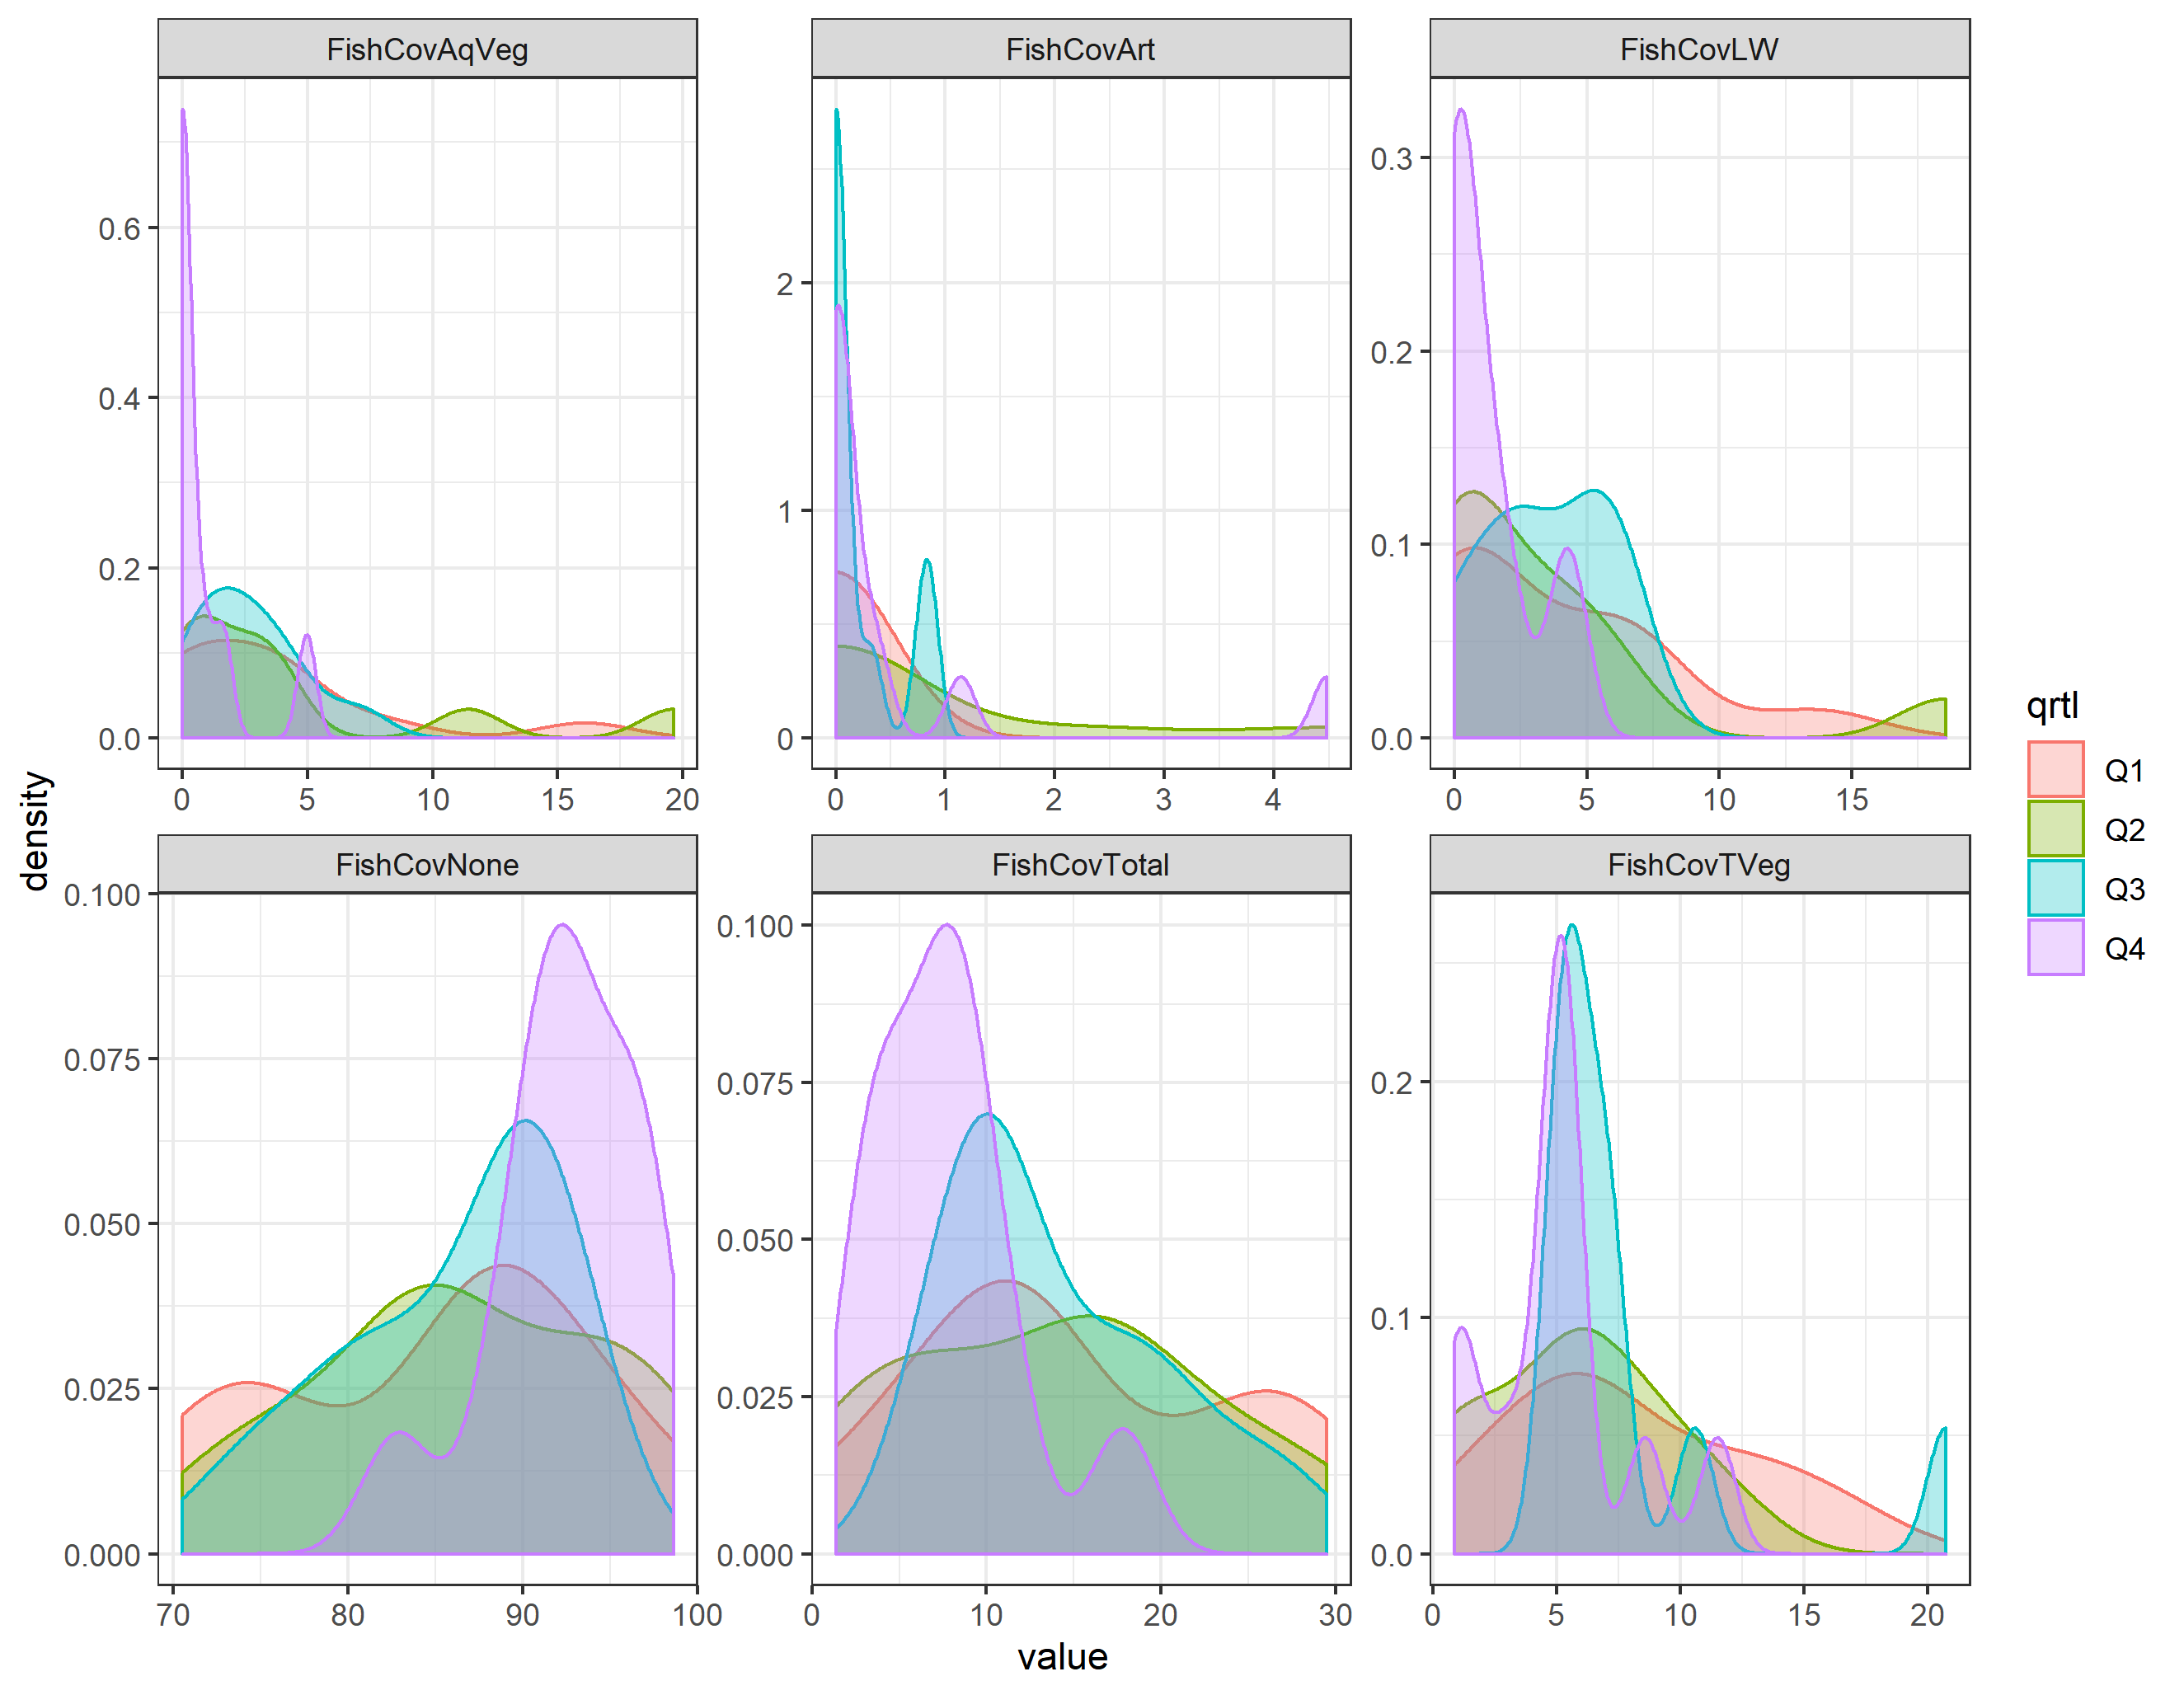 FishCovAqVeg FishCovArt FishCovLW
0.6
0.4
0.2
0.0
2
1
0
0.3
0.2
0.1
0.0
0 5 10 15 20
0 1 2 3 4
0 5 10 15
FishCovNone FishCovTotal FishCovTVeg
0.100
0.075
0.050
0.025
0.000
0.100
0.075
0.050
0.025
0.000
0.2
0.1
0.0
70 80 90 100
0 10 20 30
0 5 10 15 20
density
value
qrtl
Q1
Q2
Q3
Q4